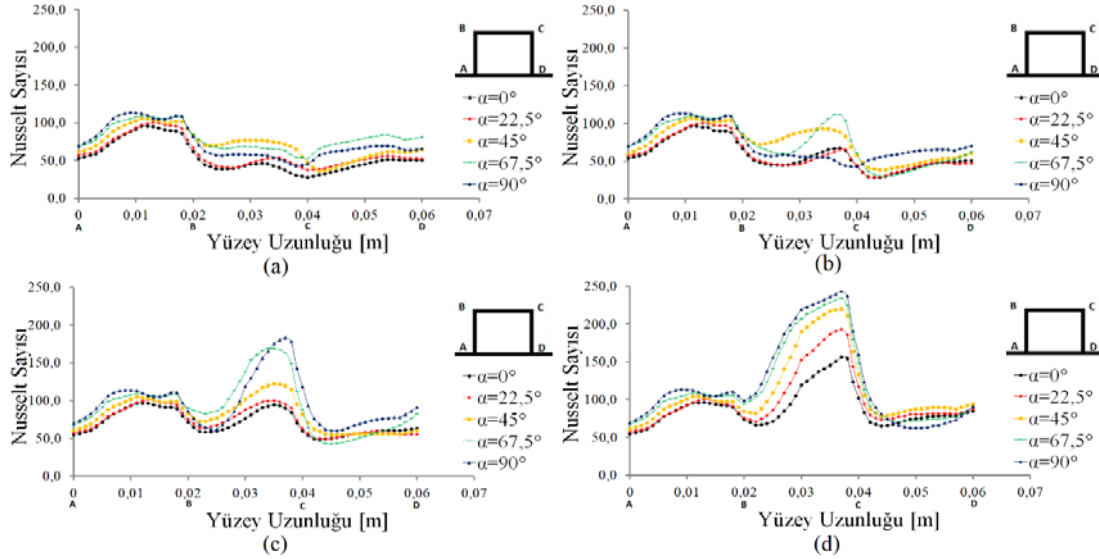 250,0
200,0
150,0
100,0
50,0
0,0
Nusselt Sayısı
0 0,01 0,02 0,03 0,04 0,05 0,06 0,07
A B C D
Yüzey Uzunluğu [m]
(a)
B C
A D
α=0°
α=22,5°
α=45°
α=67,5°
α=90°
250,0
200,0
150,0
100,0
50,0
0,0
Nusselt Sayısı
0 0,01 0,02 0,03 0,04 0,05 0,06 0,07
A B C D
Yüzey Uzunluğu [m]
(b)
B C
A D
α=0°
α=22,5°
α=45°
α=67,5°
α=90°
250,0
200,0
150,0
100,0
50,0
0,0
Nusselt Sayısı
0 0,01 0,02 0,03 0,04 0,05 0,06 0,07
A B C D
Yüzey Uzunluğu [m]
(c)
B C
A D
α=0°
α=22,5°
α=45°
α=67,5°
α=90°
250,0
200,0
150,0
100,0
50,0
0,0
Nusselt Sayısı
0 0,01 0,02 0,03 0,04 0,05 0,06 0,07
A B C D
Yüzey Uzunluğu [m]
(d)
B C
A D
α=0°
α=22,5°
α=45°
α=67,5°
α=90°